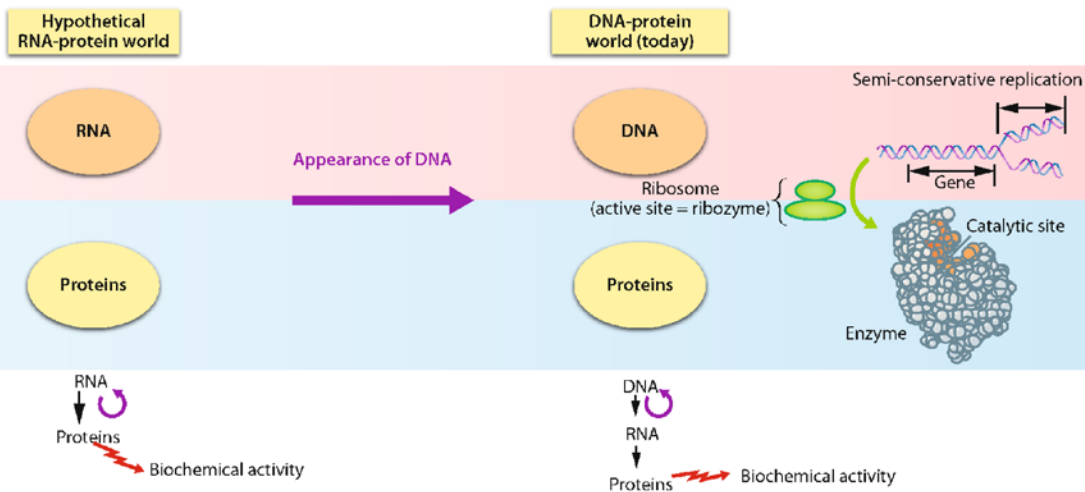 Hypothetical
RNA-protein world
DNA-protein
world (today)
Semi-conservative replication
RNA
DNA
Appearance of DNA
Gene
Ribosome
(active site = ribozyme)
Catalytic site
Proteins
Proteins
Enzyme
RNA
Proteins
Biochemical activity
DNA
RNA
Proteins
Biochemical activity